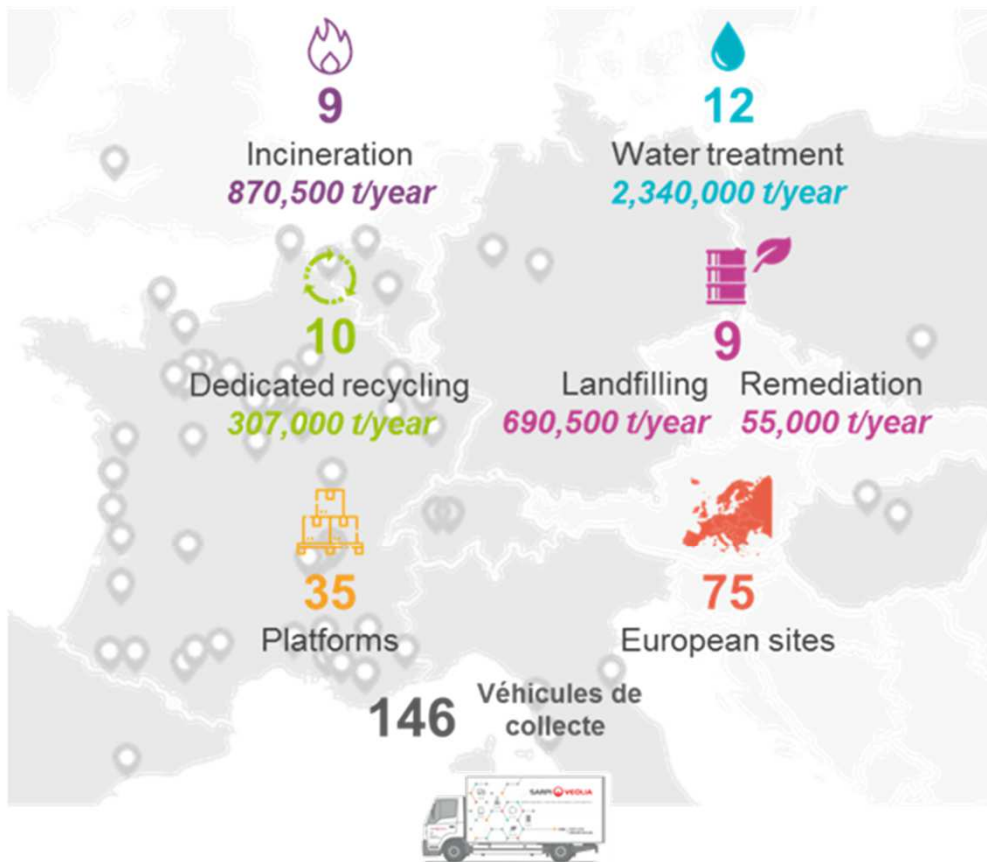 9
Incineration
870,500 t/year
12
Water treatment
2,340,000 t/year
10
Dedicated recycling
307,000 t/year
9
Landfilling Remediation
690,500 t/year 55,000 t/year
35
Platforms
75
European sites
146 Véhicules de
collecte
SARPI VEOLIA